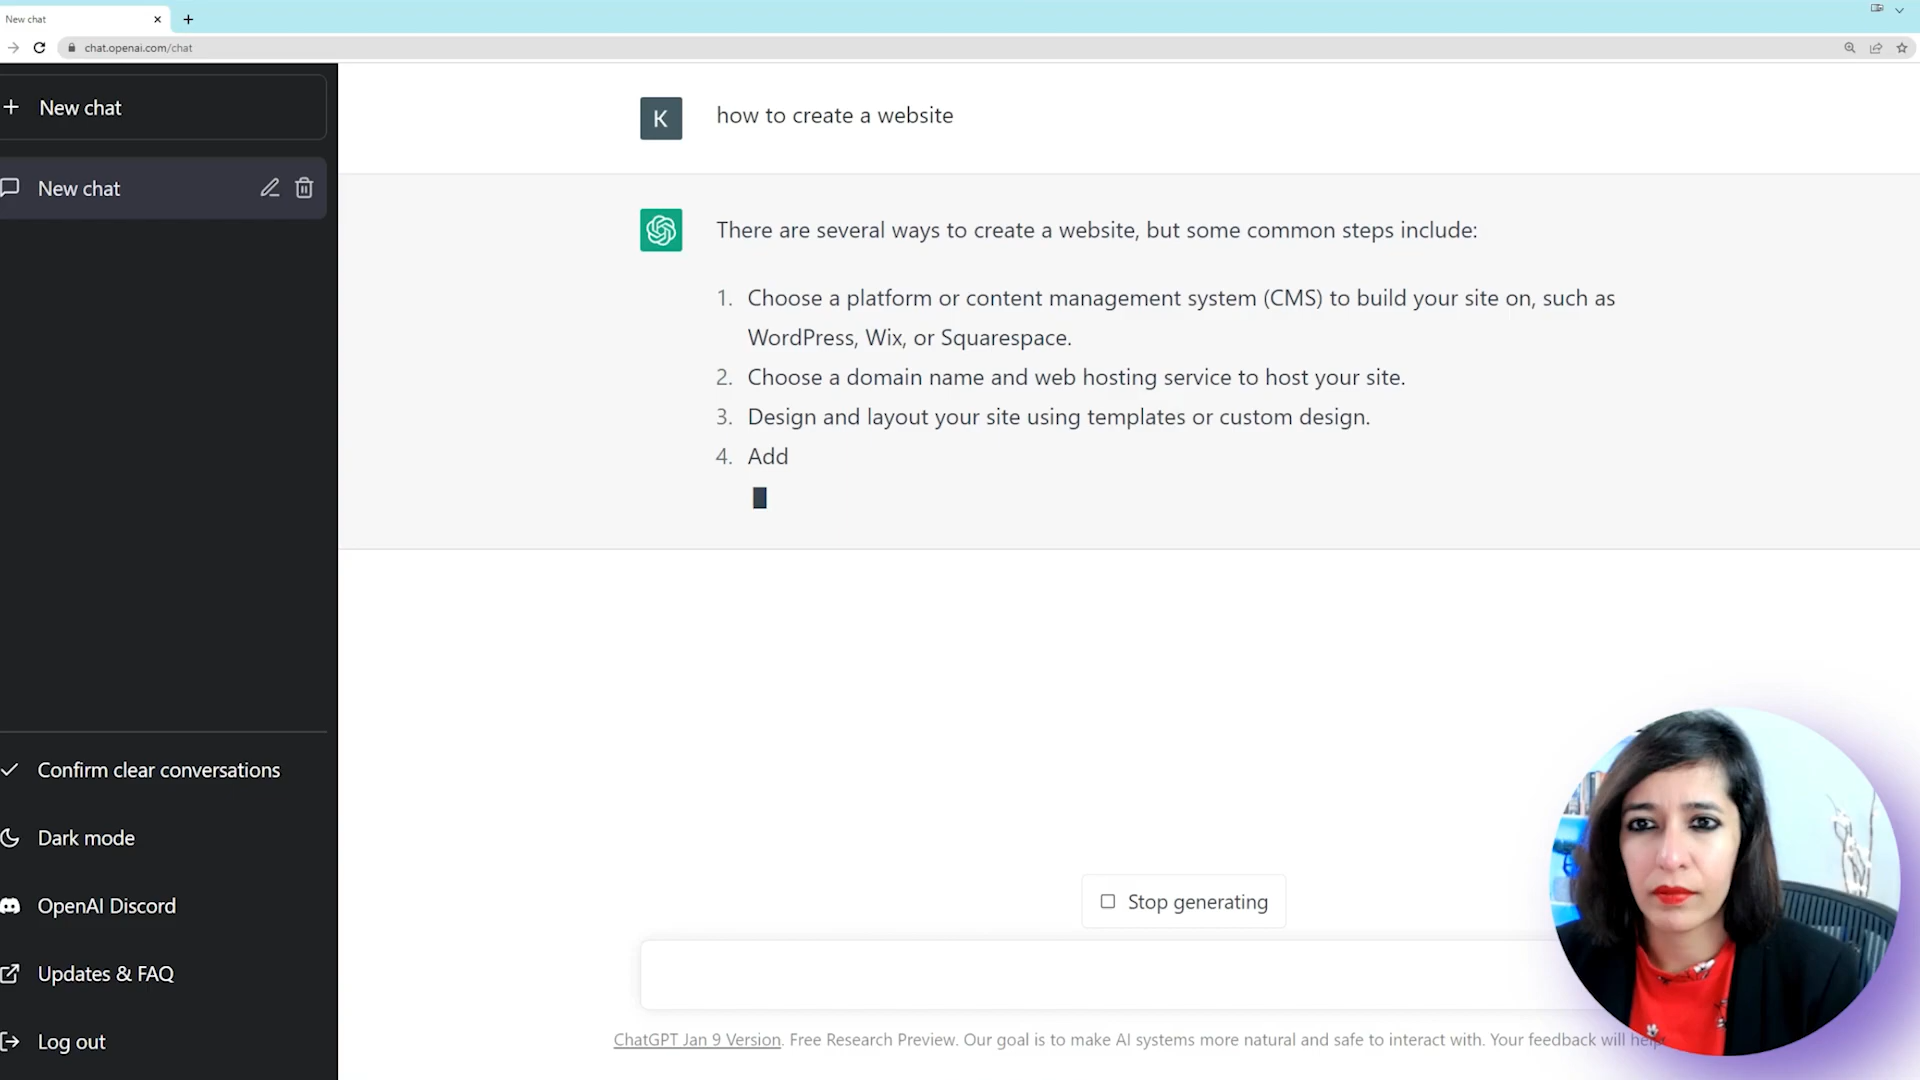 New chat
chat.openai.com/chat
New chat
New chat
Confirm clear conversations
Dark mode
OpenAI Discord
Updates & FAQ
Log out
K
how to create a website
There are several ways to create a website, but some common steps include:
1. Choose a platform or content management system (CMS) to build your site on, such as
WordPress, Wix, or Squarespace.
2. Choose a domain name and web hosting service to host your site.
3. Design and layout your site using templates or custom design.
4. Add
Stop generating
ChatGPT Jan 9 Version. Free Research Preview. Our goal is to make AI systems more natural and safe to interact with. Your feedback will help